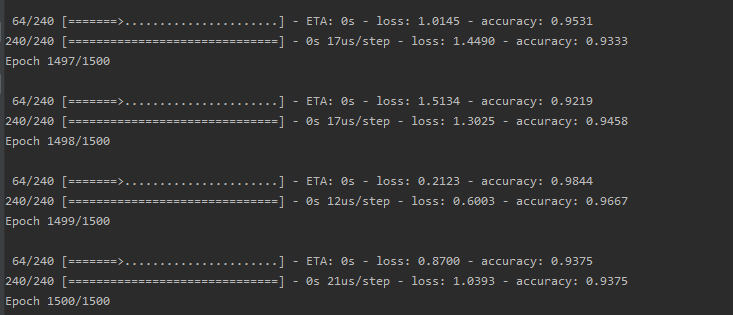 64/240 [=======>......................] - ETA: 0s - loss: 1.0145 - accuracy: 0.9531
240/240 [==============================] - 0s 17us/step - loss: 1.4490 - accuracy: 0.9333
Epoch 1497/1500
64/240 [=======>......................] - ETA: 0s - loss: 1.5134 - accuracy: 0.9219
240/240 [==============================] - 0s 17us/step - loss: 1.3025 - accuracy: 0.9458
Epoch 1498/1500
64/240 [=======>......................] - ETA: 0s - loss: 0.2123 - accuracy: 0.9844
240/240 [==============================] - 0s 12us/step - loss: 0.6003 - accuracy: 0.9667
Epoch 1499/1500
64/240 [=======>......................] - ETA: 0s - loss: 0.8700 - accuracy: 0.9375
240/240 [==============================] - 0s 21us/step - loss: 1.0393 - accuracy: 0.9375
Epoch 1500/1500